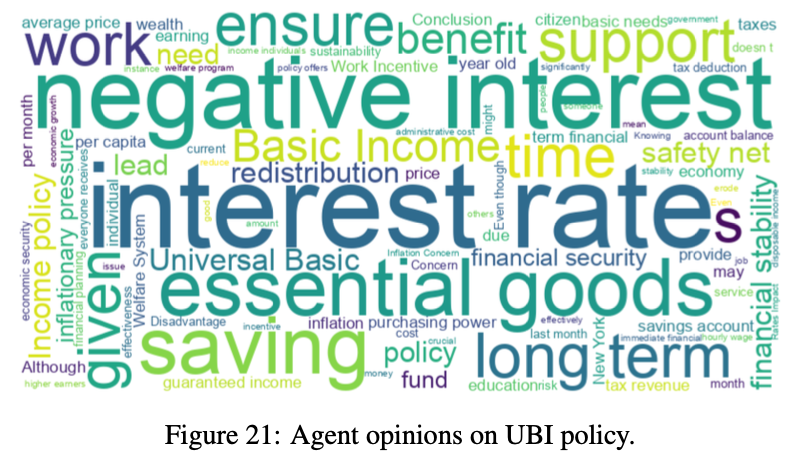 average price wealth ensure Conclusion citizen basic needs government taxes
work earning need income individuals sustainability benefit support doesn t
instance welfare program policy offers Work Incentive year old significantly tax deduction
negative interest
per month economic growth people someone mean Knowing
per capita current administrative cost might term financial account balance
inflationary pressure everyone receives lead reduce Basic Income time safety net
individual redistribution price Even though stability economy
interest rates
Income policy good amount others due erode Even
given issue Welfare System Universal Basic Inflation Concern Concern financial security provide job may
economic security financial planning effectiveness essential goods service financial stability disposable income Rates Impact
Disadvantage incentive inflation purchasing power effectively savings account
saving cost crucial policy long term last month New York immediate financial hourly wage
Although money fund
higher earners guaranteed income education risk tax revenue month
Figure 21: Agent opinions on UBI policy.